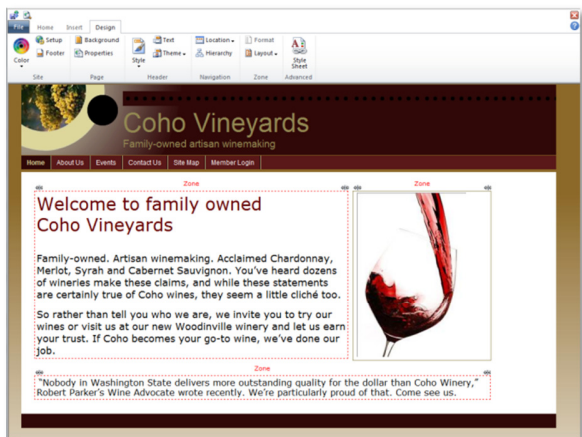 File Home Insert Design
Setup Background Text Location Format
Color Footer Properties Style Theme Hierarchy Layout Style Sheet
Site Page Header Navigation Zone Advanced
Coho Vineyards
Family-owned artisan winemaking
Home About Us Events Contact Us Site Map Member Login
Zone Zone
Welcome to family owned
Coho Vineyards
Family-owned. Artisan winemaking. Acclaimed Chardonnay,
Merlot, Syrah and Cabernet Sauvignon. You've heard dozens
of wineries make these claims, and while these statements
are certainly true of Coho wines, they seem a little cliché too.
So rather than tell you who we are, we invite you to try our
wines or visit us at our new Woodinville winery and let us earn
your trust. If Coho becomes your go-to wine, we've done our
job.
Zone
"Nobody in Washington State delivers more outstanding quality for the dollar than Coho Winery,"
Robert Parker's Wine Advocate wrote recently. We're particularly proud of that. Come see us.